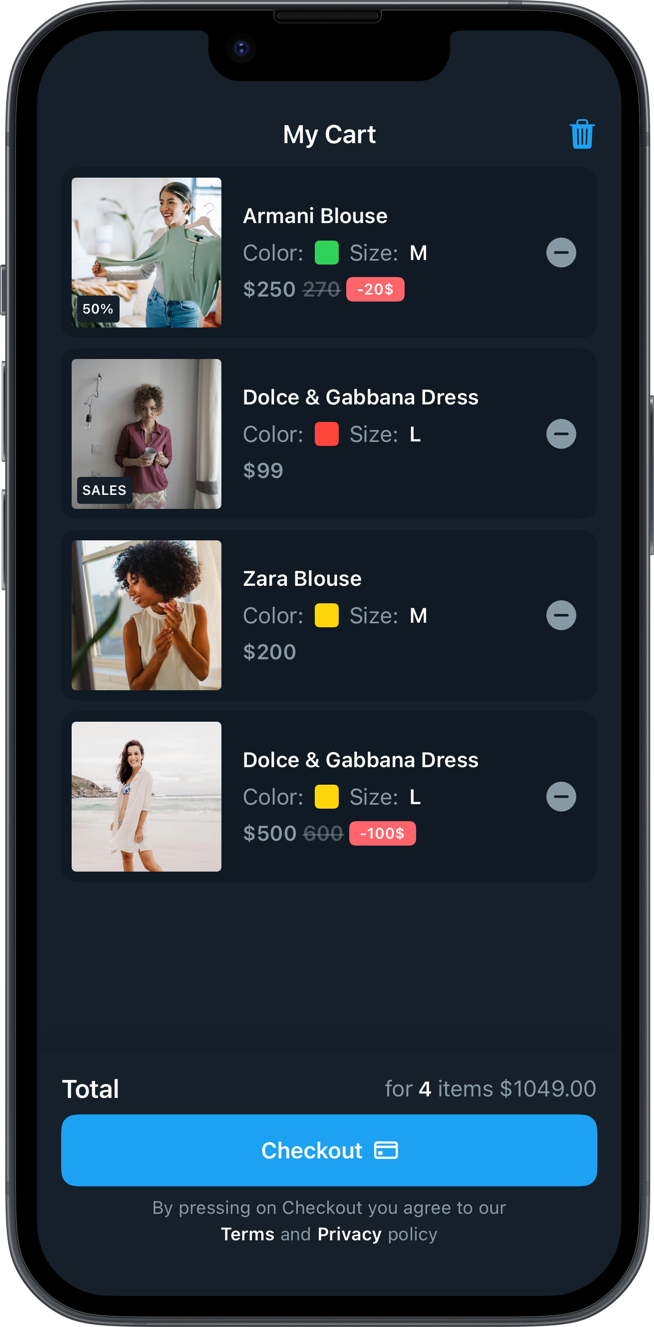 My Cart
Armani Blouse
Color: Size: M
$250 270 -20$
50%
Dolce & Gabbana Dress
Color: Size: L
$99
SALES
Zara Blouse
Color: Size: M
$200
Dolce & Gabbana Dress
Color: Size: L
$500 600 -100$
Total for 4 items $1049.00
Checkout
By pressing on Checkout you agree to our
Terms and Privacy policy